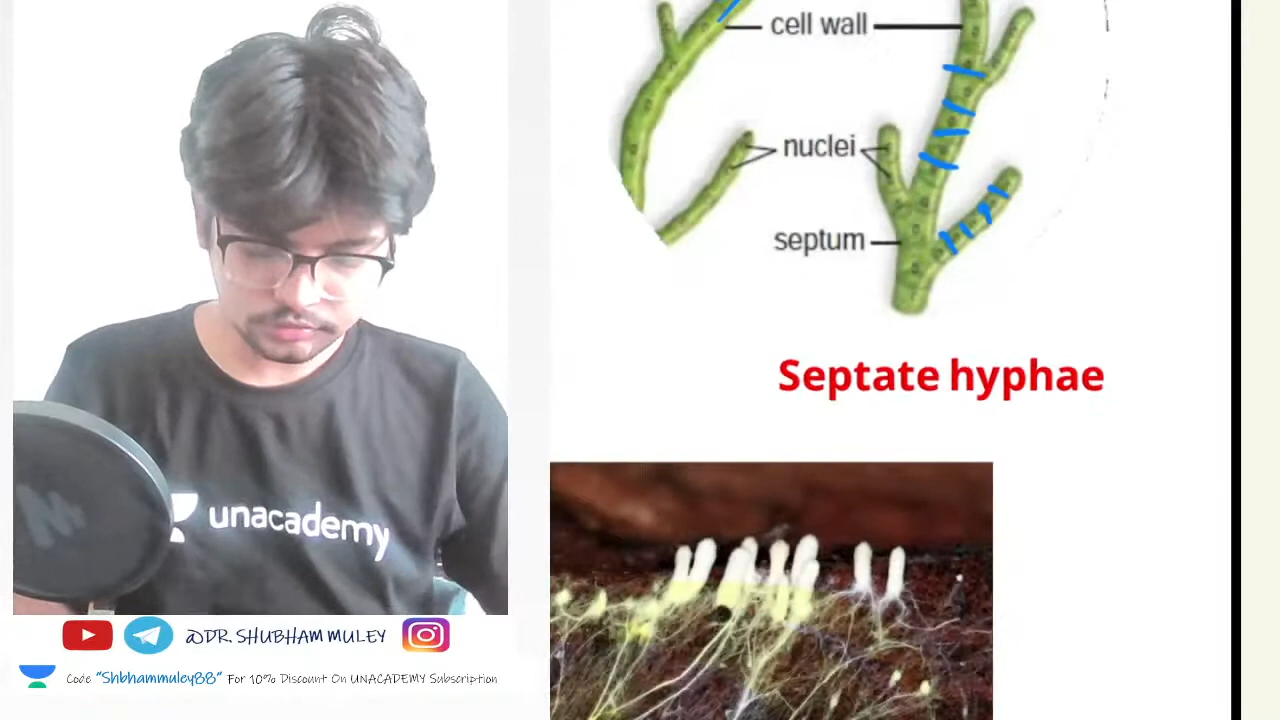 cell wall
nuclei
septum
Septate hyphae
unacademy
@DR. SHUBHAM MULEY
Code "Shbhammuley88" For 10% Discount On UNACADEMY Subscription